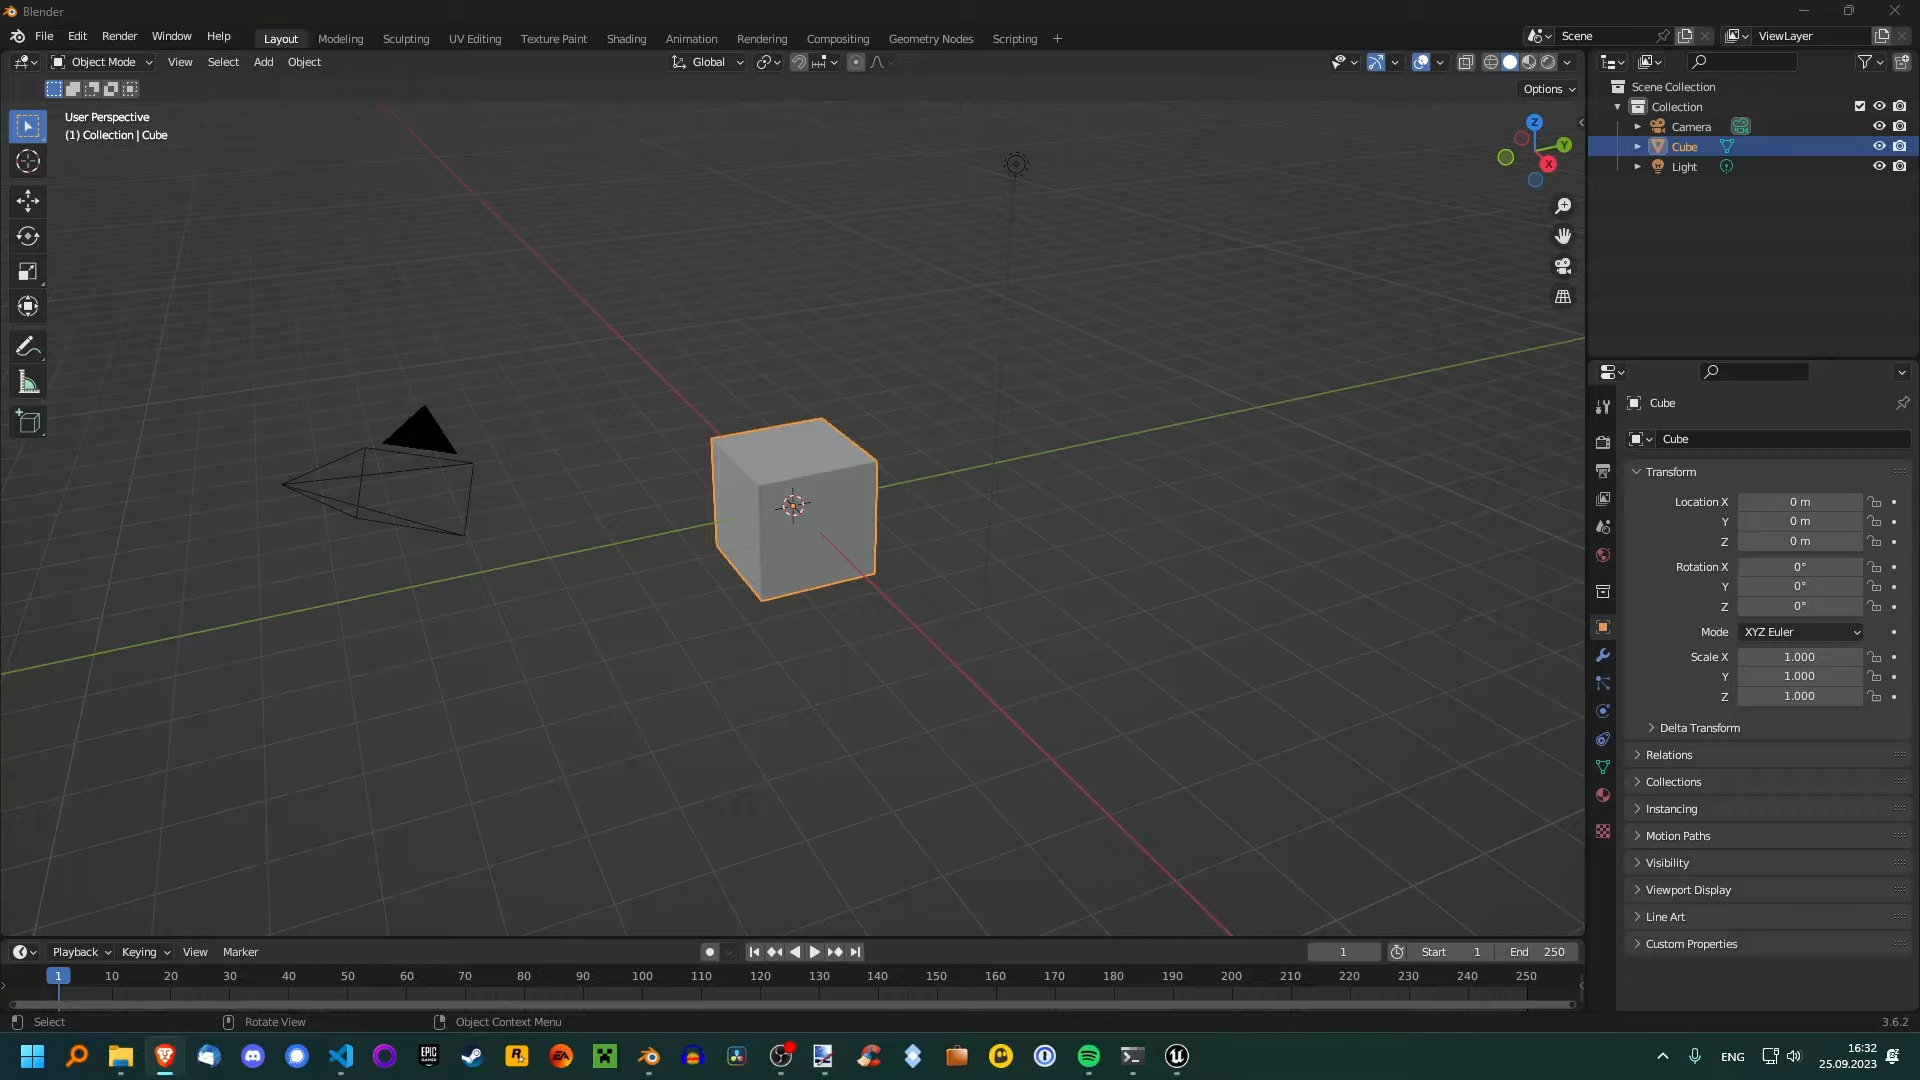 Blender
File Edit Render Window Help
Layout Modeling Sculpting UV Editing Texture Paint Shading Animation Rendering Compositing Geometry Nodes Scripting +
Scene
ViewLayer
Object Mode View Select Add Object
Global
Options
User Perspective
(1) Collection | Cube
Z
Y
X
Scene Collection
Collection
Camera
Cube
Light
Cube
Cube
Transform
Location X 0 m
Y 0 m
Z 0 m
Rotation X 0°
Y 0°
Z 0°
Mode XYZ Euler
Scale X 1.000
Y 1.000
Z 1.000
Delta Transform
Relations
Collections
Instancing
Motion Paths
Visibility
Viewport Display
Line Art
Custom Properties
Playback Keying View Marker
1 Start 1 End 250
1 10 20 30 40 50 60 70 80 90 100 110 120 130 140 150 160 170 180 190 200 210 220 230 240 250
Select Rotate View Object Context Menu
3.6.2
EPIC GAMES
R
EA
ENG
16:32
25.09.2023